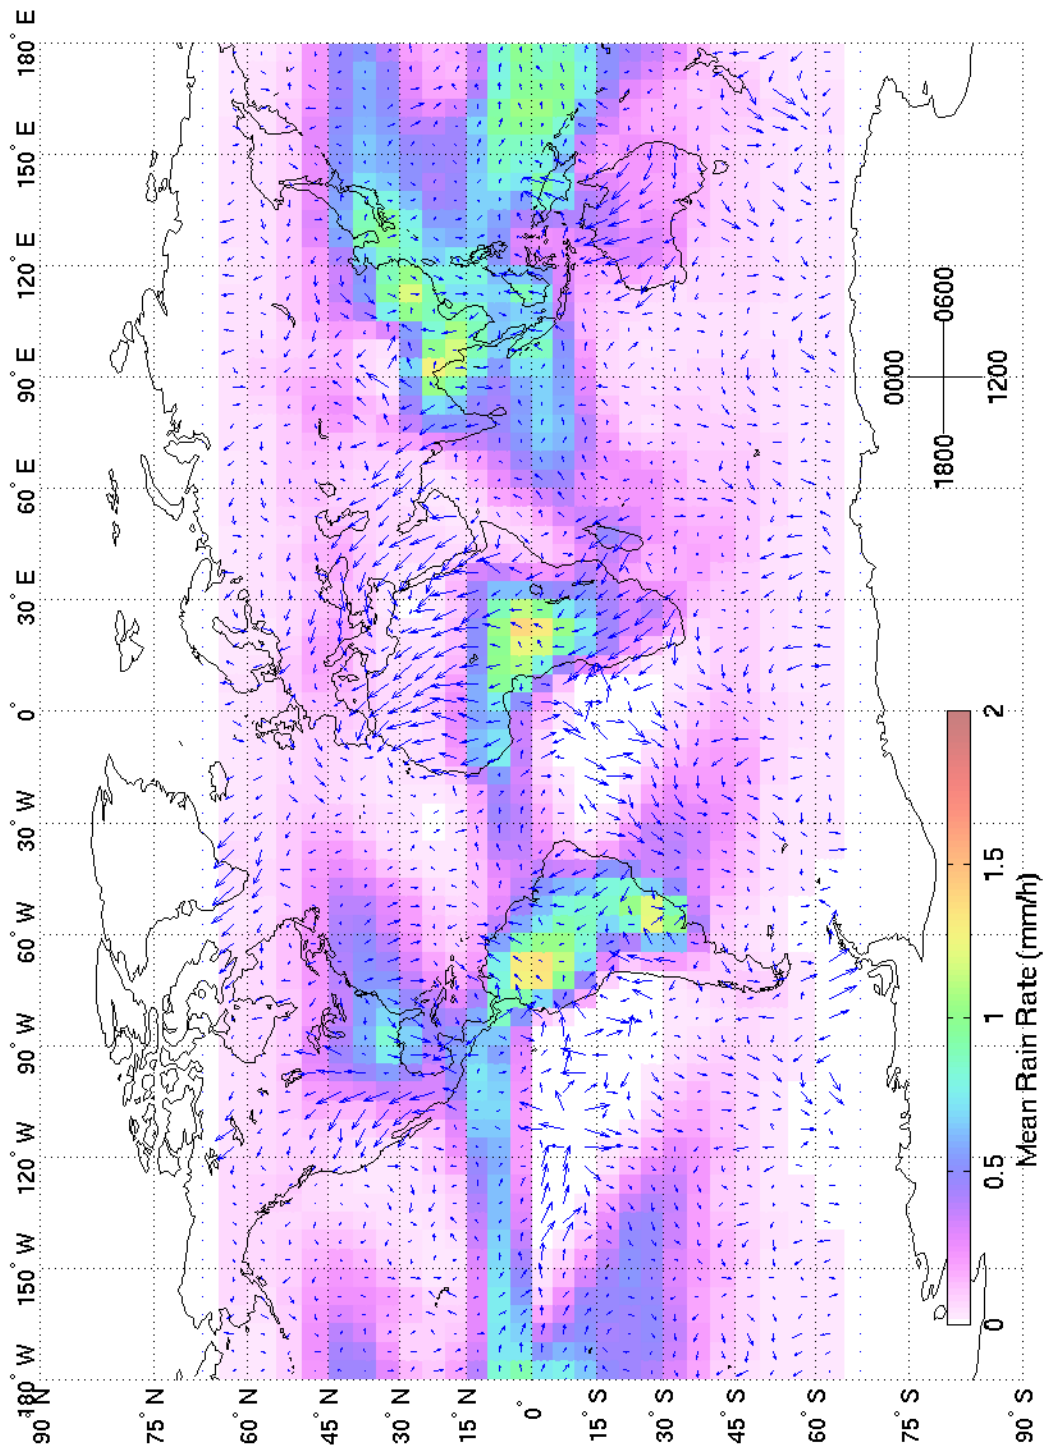 180° W 150° W 120° W 90° W 60° W 30° W 0° 30° E 60° E 90° E 120° E 150° E 180° E
90° N
75° N
60° N
45° N
30° N
15° N
0°
15° S
30° S
45° S
60° S
75° S
90° S
0000
1800 0600
1200
0 0.5 1 1.5 2
Mean Rain Rate (mm/h)